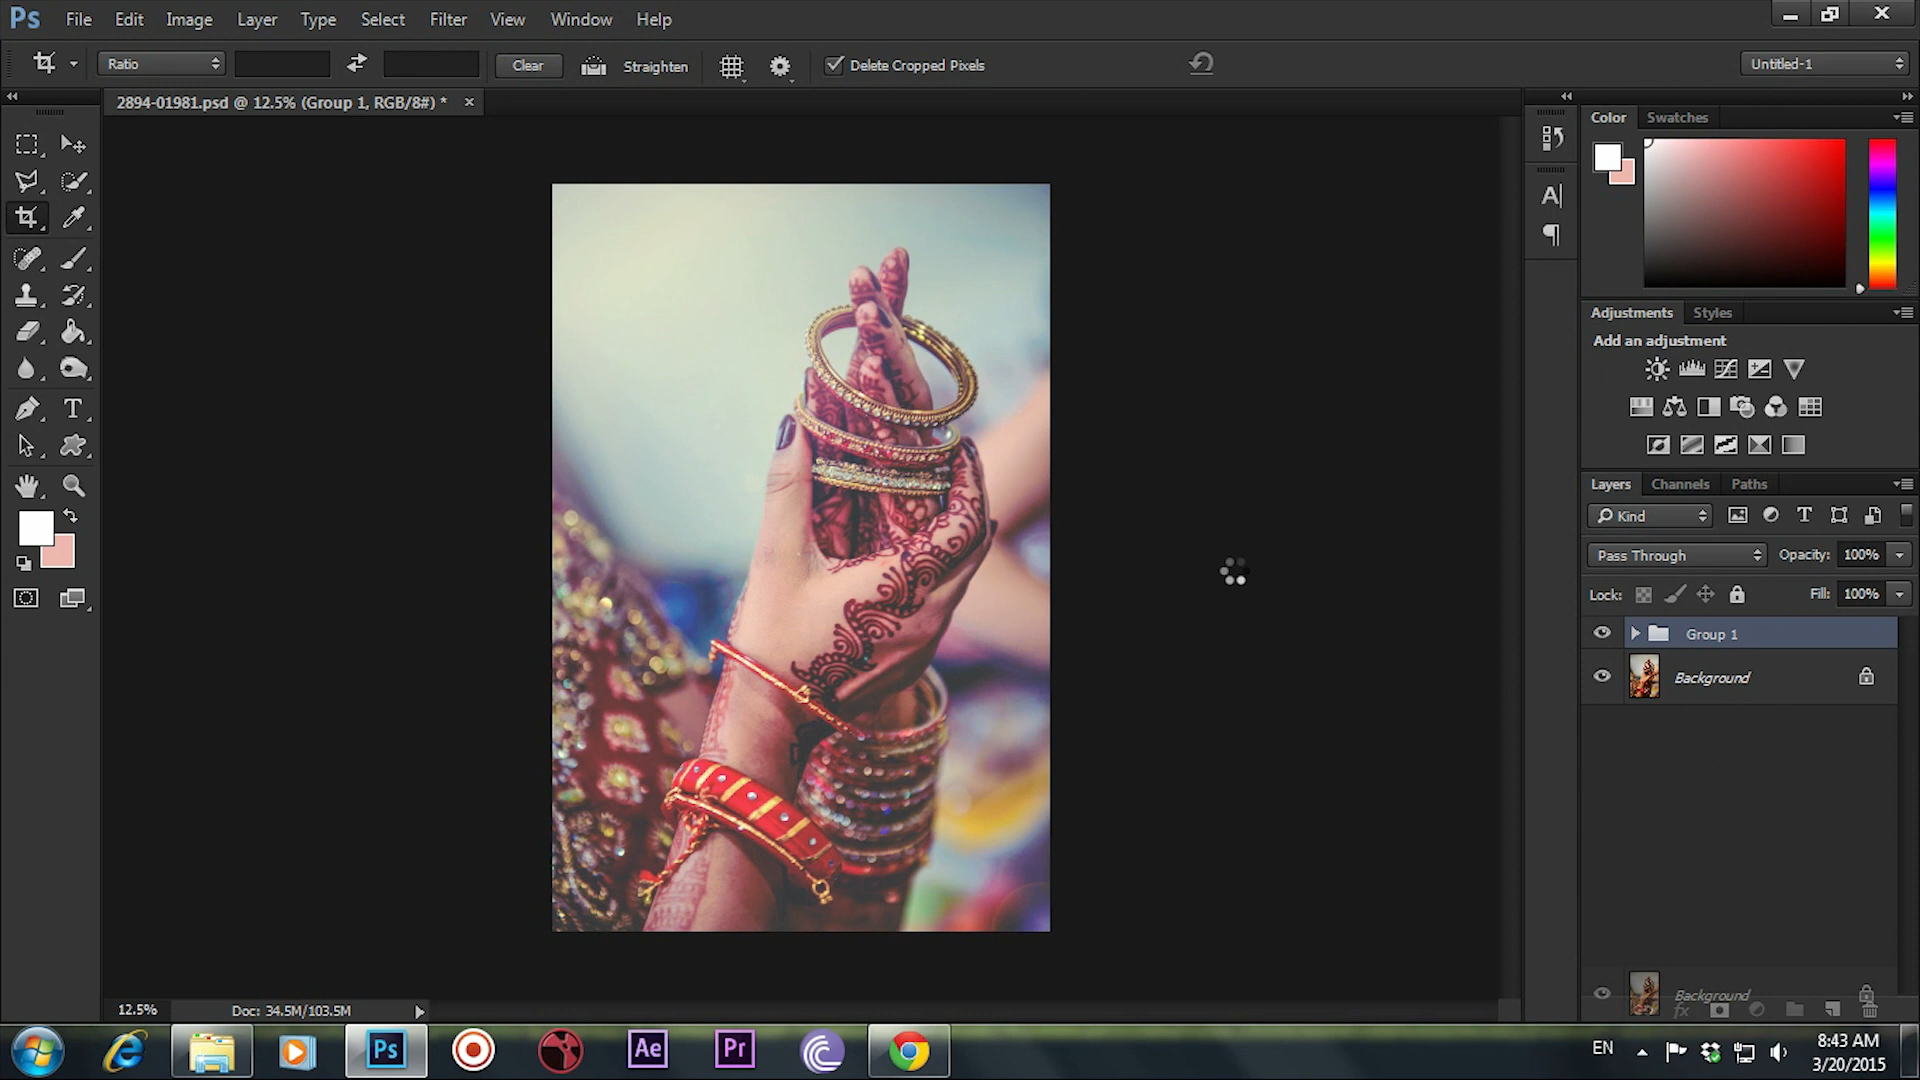 Ps File Edit Image Layer Type Select Filter View Window Help
Ratio Clear Straighten Delete Cropped Pixels Untitled-1
2894-01981.psd @ 12.5% (Group 1, RGB/8#) * ×
Color Swatches
Adjustments Styles
Add an adjustment
Layers Channels Paths
Kind
Pass Through Opacity: 100%
Lock: Fill: 100%
Group 1
Background
Background
fx
12.5% Doc: 34.5M/103.5M
Ps Ae Pr EN 8:43 AM
3/20/2015